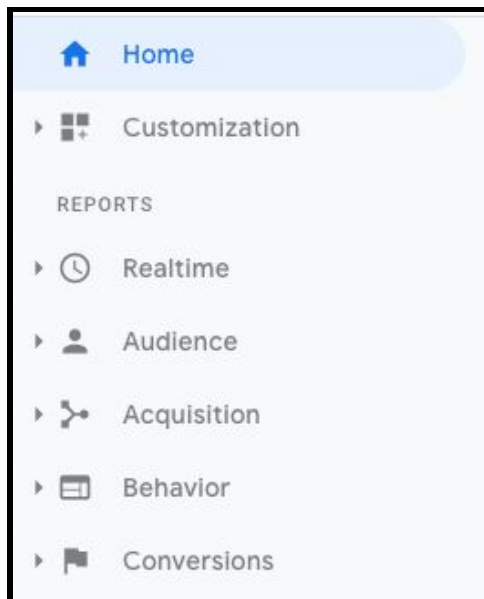 Home
Customization
REPORTS
Realtime
Audience
Acquisition
Behavior
Conversions